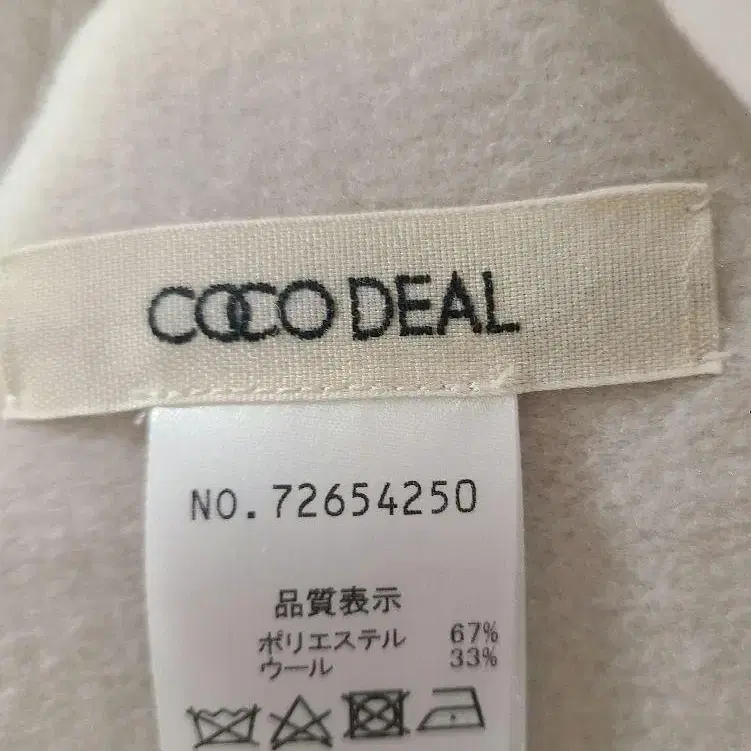 COCO DEAL
NO.72654250
品質表示
ポリエステル 67%
ウール 33%